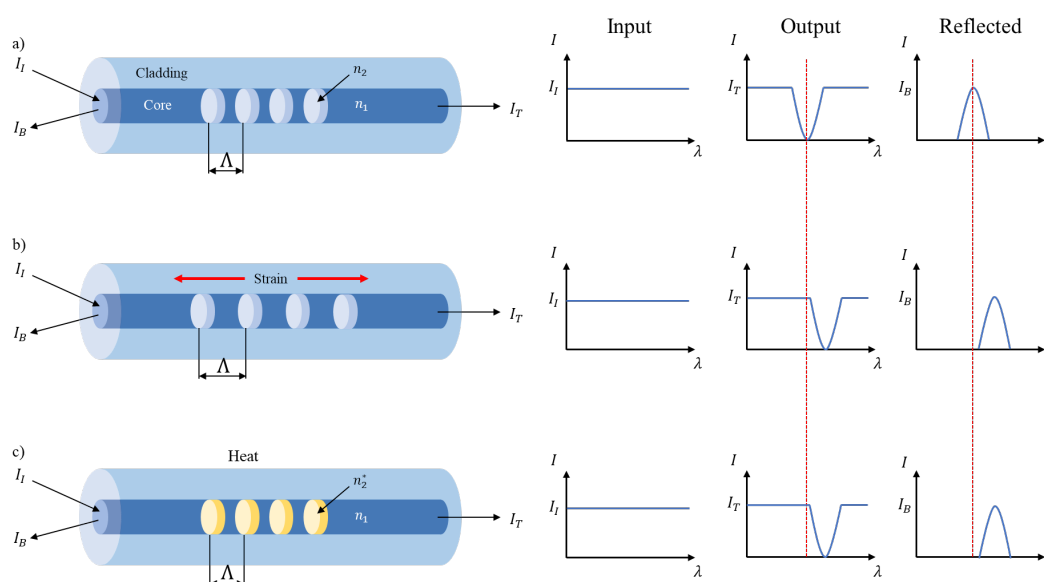 Input Output Reflected
a)
I_I
I_B
Cladding
Core
n_2
n_1
Λ
I_T
I
I_I
λ
I
I_T
λ
I
I_B
b)
I_I
I_B
Strain
Λ
I_T
I
I_I
λ
I
I_T
λ
I
I_B
c)
Heat
I_I
I_B
n_2^*
n_1
Λ
I_T
I
I_I
λ
I
I_T
λ
I
I_B